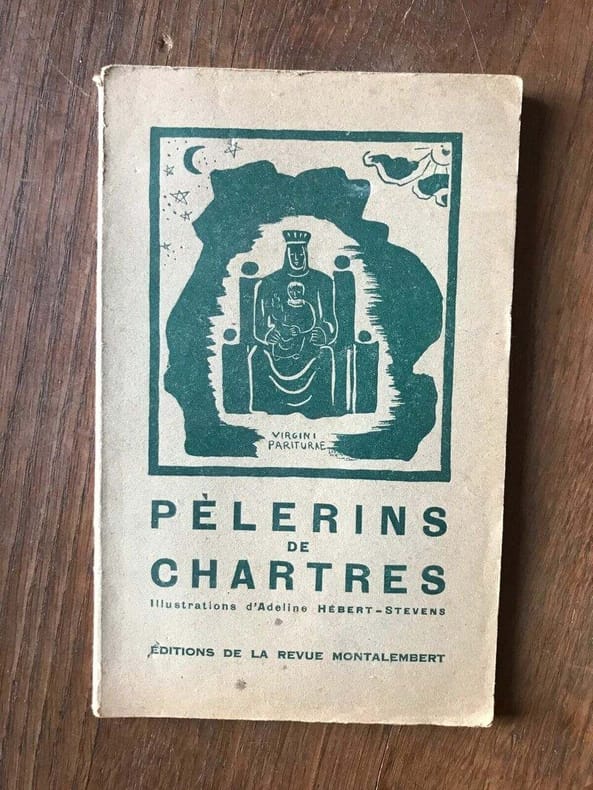 VIRGINI
PARITURAE
PÈLERINS
DE
CHARTRES
Illustrations d'Adeline HÉBERT-STEVENS
ÉDITIONS DE LA REVUE MONTALEMBERT